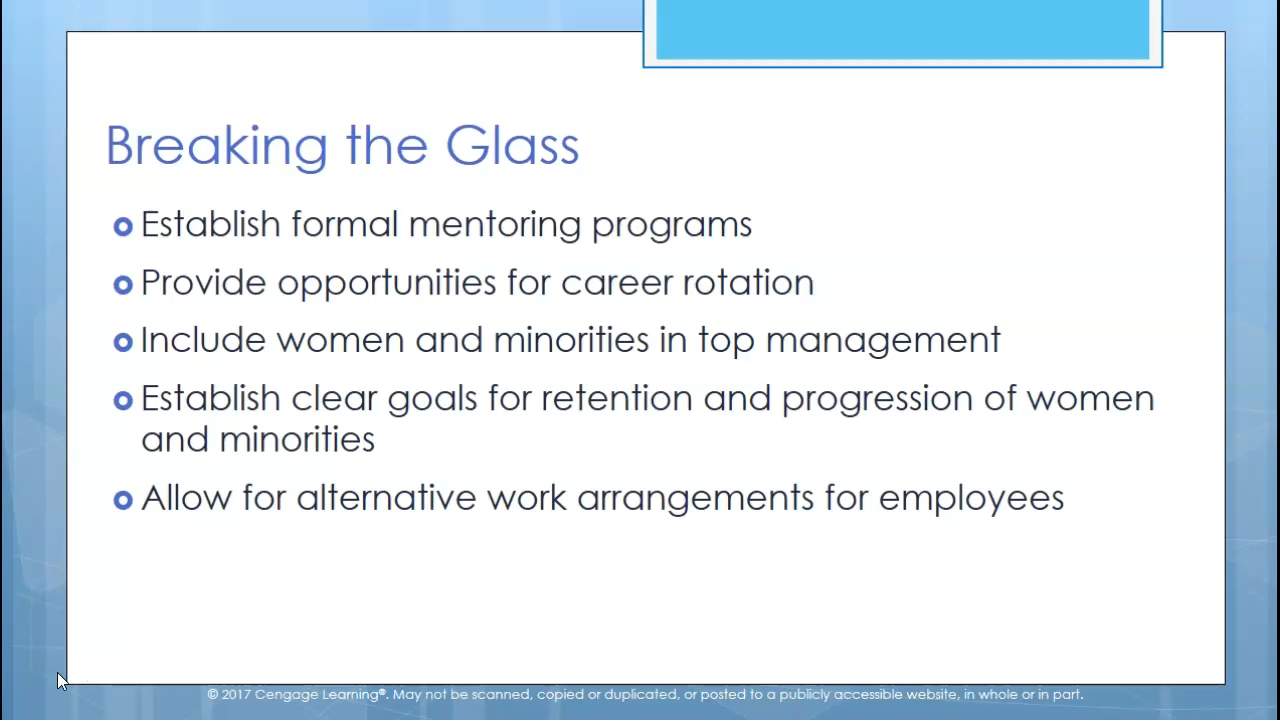 Breaking the Glass
Establish formal mentoring programs
Provide opportunities for career rotation
Include women and minorities in top management
Establish clear goals for retention and progression of women
and minorities
Allow for alternative work arrangements for employees
© 2017 Cengage Learning®. May not be scanned, copied or duplicated, or posted to a publicly accessible website, in whole or in part.